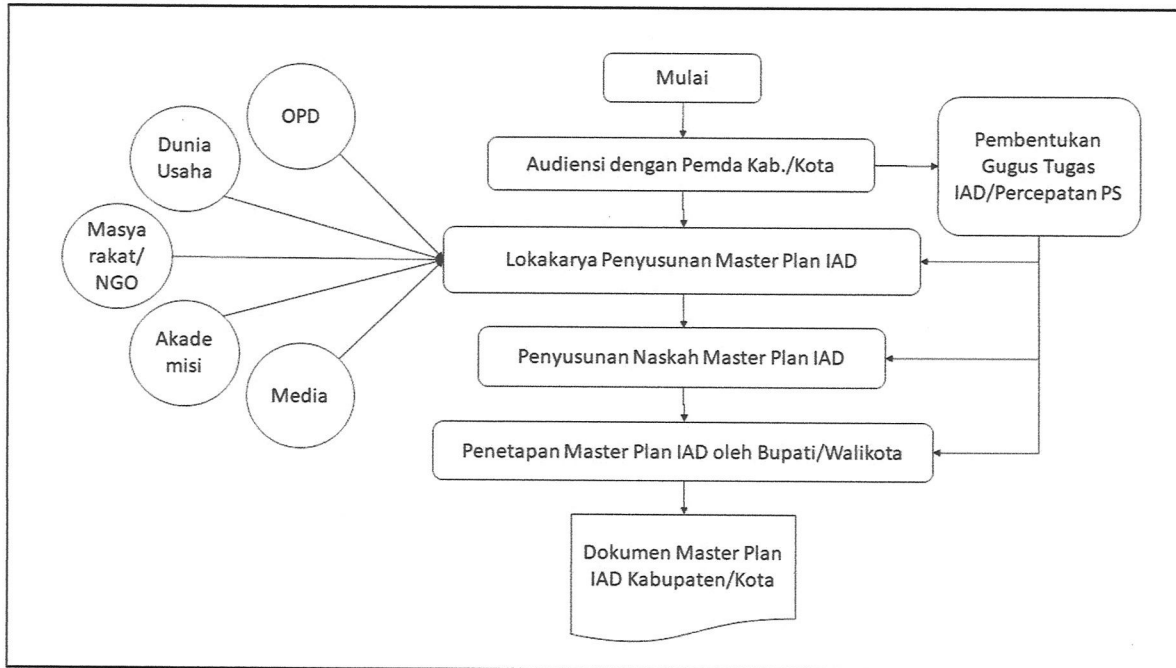 Mulai
OPD
Dunia
Usaha
Masya
rakat/
NGO
Akade
misi
Media
Audiensi dengan Pemda Kab./Kota
Pembentukan
Gugus Tugas
IAD/Percepatan PS
Lokakarya Penyusunan Master Plan IAD
Penyusunan Naskah Master Plan IAD
Penetapan Master Plan IAD oleh Bupati/Walikota
Dokumen Master Plan
IAD Kabupaten/Kota